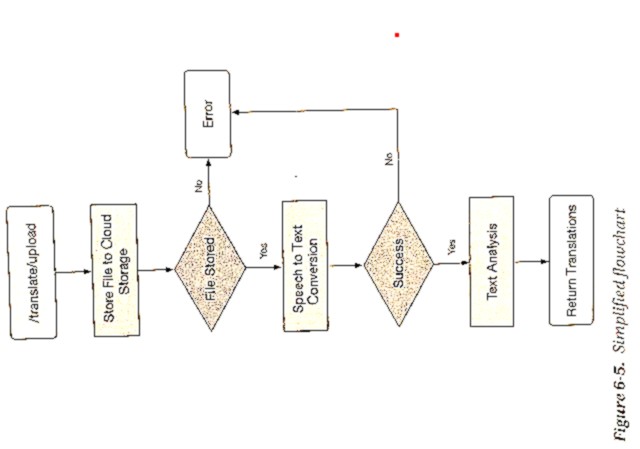 /translate/upload
Store File to Cloud
Storage
File Stored
No
Error
Yes
Speech to Text
Conversion
Success
No
Yes
Text Analysis
Return Translations
Figure 6-5. Simplified flowchart